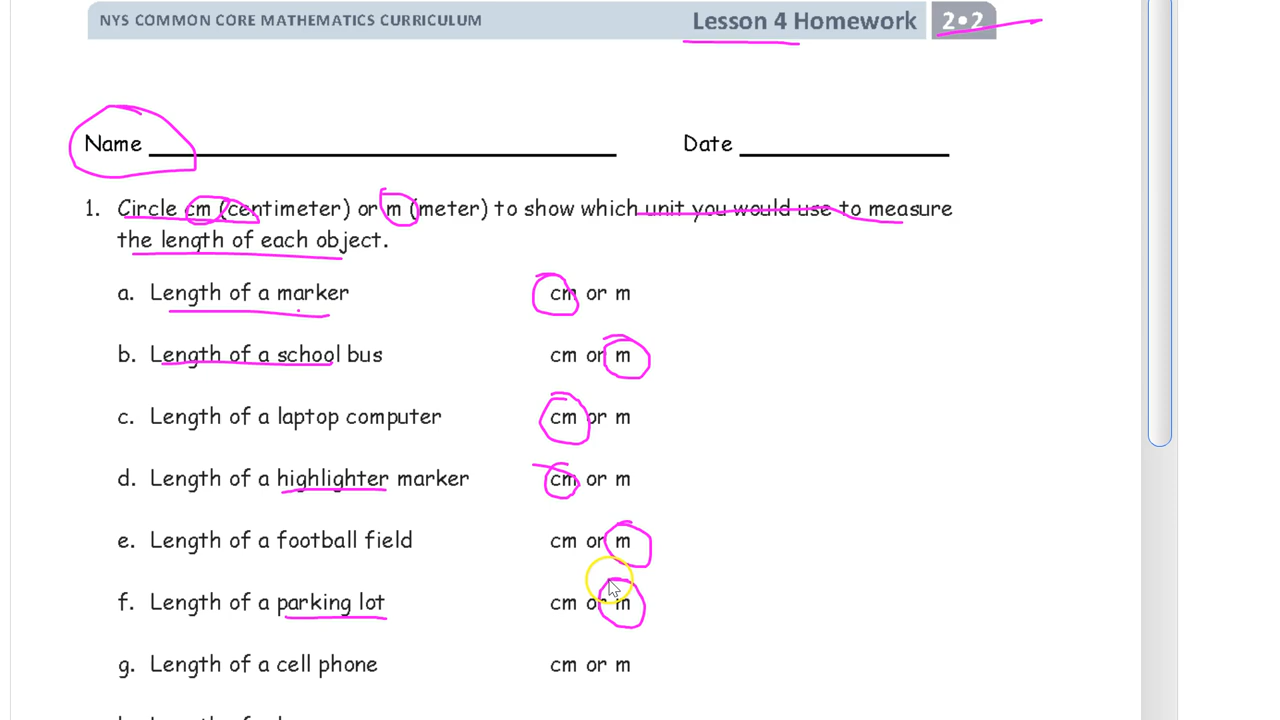 NYS COMMON CORE MATHEMATICS CURRICULUM Lesson 4 Homework 2•2
Name Date
1. Circle cm (centimeter) or m (meter) to show which unit you would use to measure
the length of each object.
a. Length of a marker cm or m
b. Length of a school bus cm or m
c. Length of a laptop computer cm or m
d. Length of a highlighter marker cm or m
e. Length of a football field cm or m
f. Length of a parking lot cm or m
g. Length of a cell phone cm or m